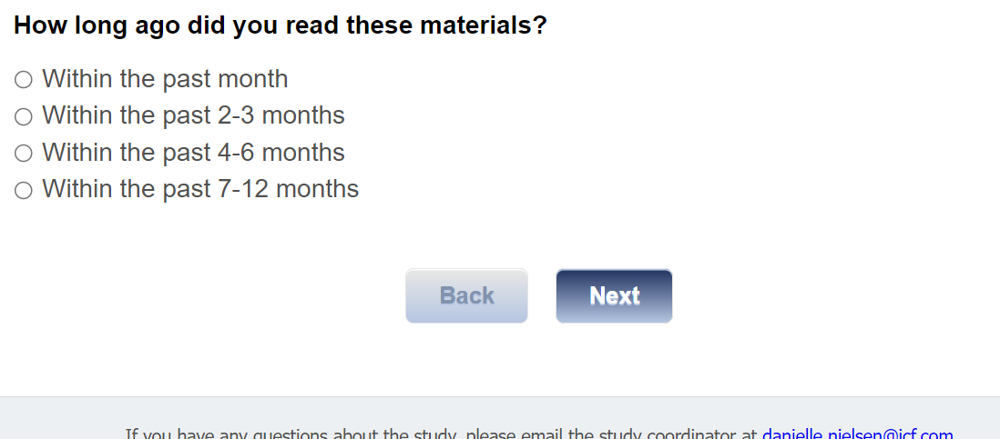 How long ago did you read these materials?
Within the past month
Within the past 2-3 months
Within the past 4-6 months
Within the past 7-12 months
Back Next
If you have any questions about the study, please email the study coordinator at danielle.nielsen@icf.com